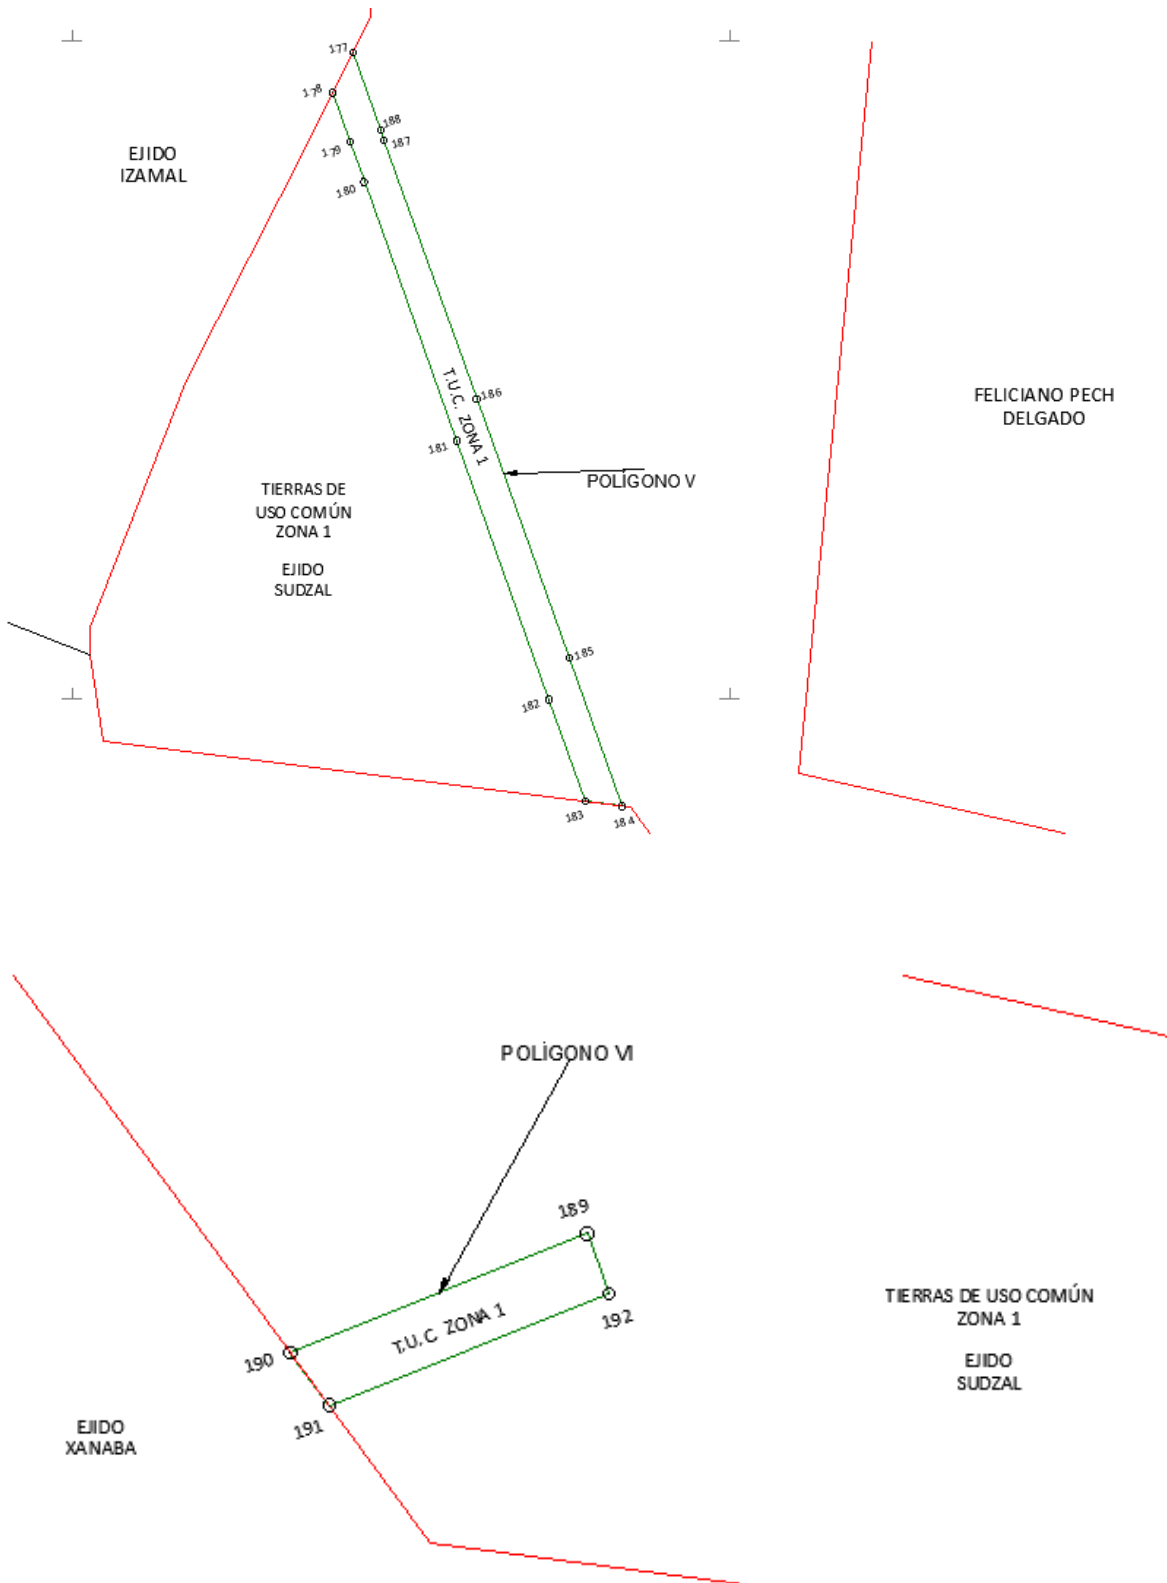 177
178
188
187
179
180
EJIDO
IZAMAL
T.U.C. ZONA 1
186
181
FELICIANO PECH
DELGADO
POLÍGONO V
TIERRAS DE
USO COMÚN
ZONA 1
EJIDO
SUDZAL
185
182
183
184
POLÍGONO VI
189
T.U.C. ZONA 1
192
190
191
TIERRAS DE USO COMÚN
ZONA 1
EJIDO
SUDZAL
EJIDO
XANABA